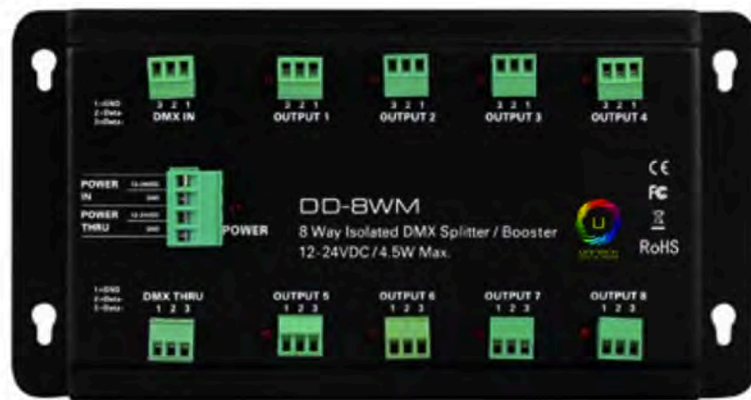 3 2 1
DMX IN
3 2 1
OUTPUT 1
3 2 1
OUTPUT 2
3 2 1
OUTPUT 3
3 2 1
OUTPUT 4
1=GND
2=Data-
POWER
IN
POWER
THRU
POWER
DD-8WM
8 Way Isolated DMX Splitter / Booster
12-24VDC / 4.5W Max.
U
CE
FC
RoHS
1=GND
2=Data-
DMX THRU
1 2 3
OUTPUT 5
1 2 3
OUTPUT 6
1 2 3
OUTPUT 7
1 2 3
OUTPUT 8
1 2 3